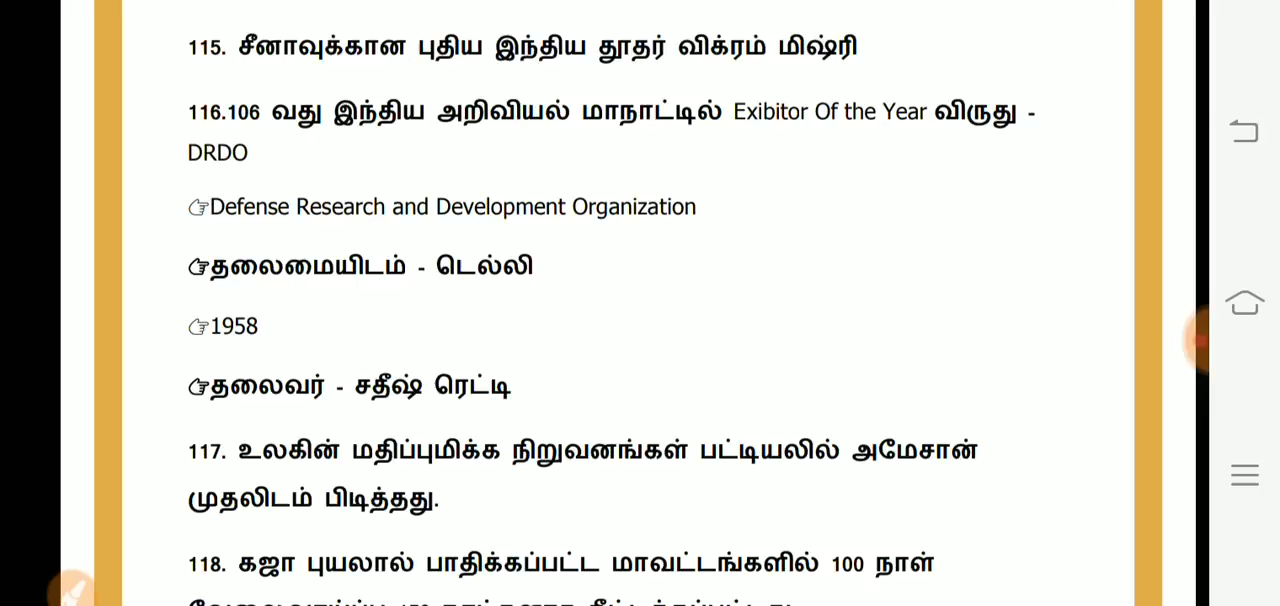 115. சீனாவுக்கான புதிய இந்திய தூதர் விக்ரம் மிஷ்ரி
116.106 வது இந்திய அறிவியல் மாநாட்டில் Exibitor Of the Year விருது -
DRDO
☞Defense Research and Development Organization
☞தலைமையிடம் - டெல்லி
☞1958
☞தலைவர் - சதீஷ் ரெட்டி
117. உலகின் மதிப்புமிக்க நிறுவனங்கள் பட்டியலில் அமேசான்
முதலிடம் பிடித்தது.
118. கஜா புயலால் பாதிக்கப்பட்ட மாவட்டங்களில் 100 நாள்